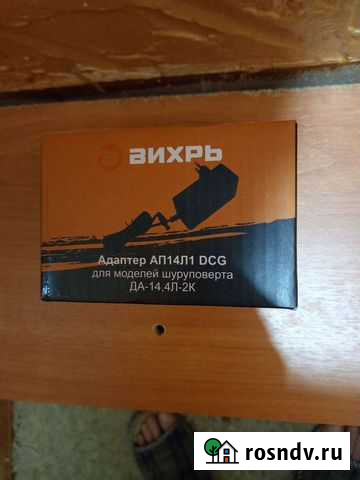 ВИХРЬ
Адаптер АП14Л1 DCG
для моделей шуруповерта
ДА-14,4Л-2К
rosndv.ru